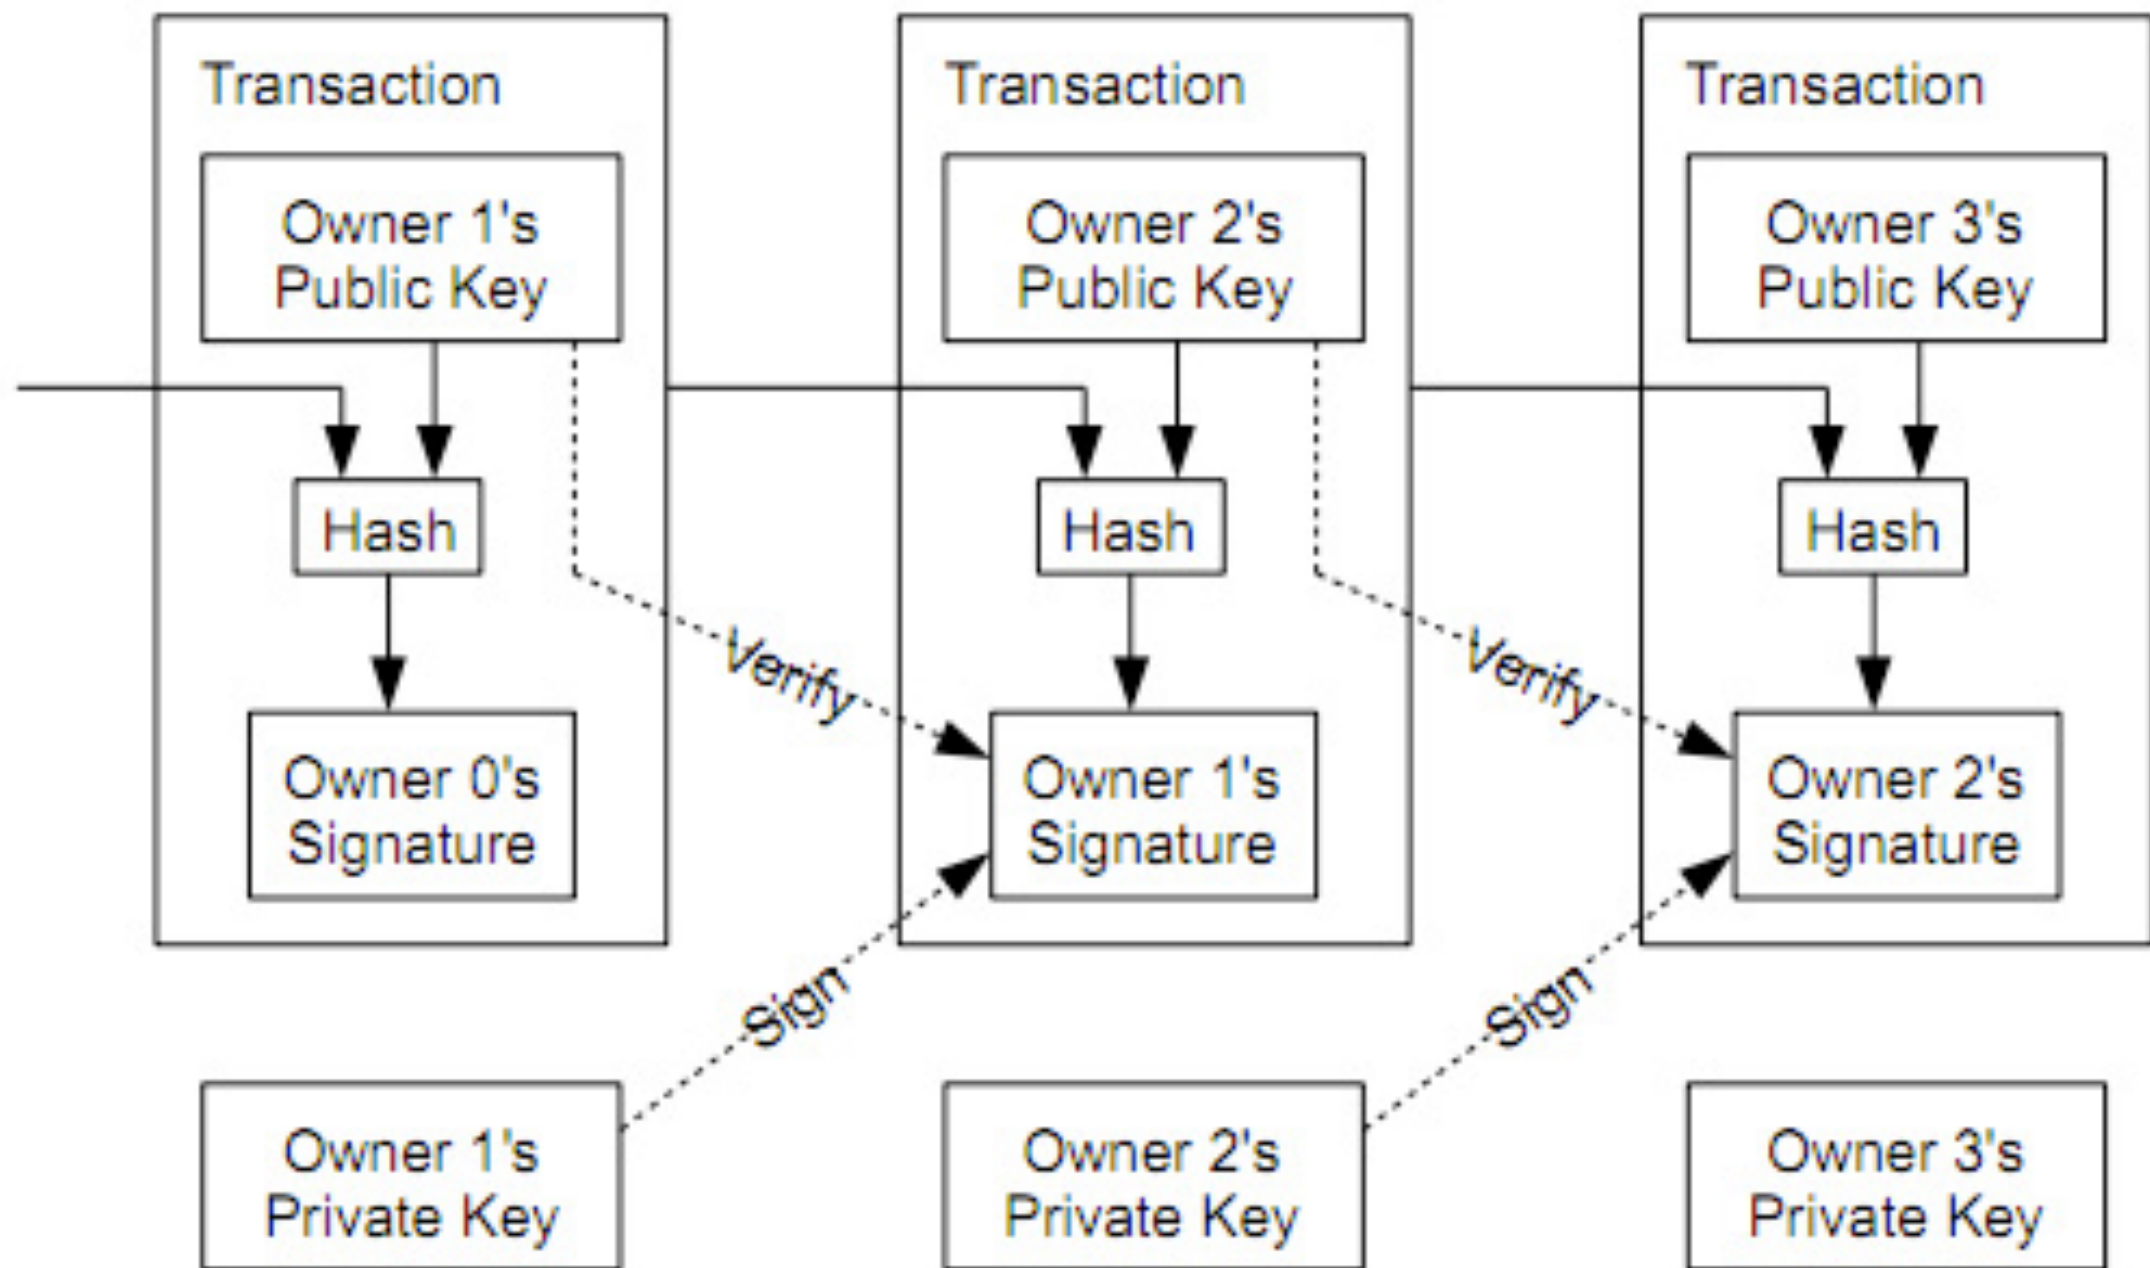 Transaction
Transaction
Transaction
Owner 1's
Public Key
Owner 2's
Public Key
Owner 3's
Public Key
Hash
Hash
Hash
Verify
Verify
Owner 0's
Signature
Owner 1's
Signature
Owner 2's
Signature
Sign
Sign
Owner 1's
Private Key
Owner 2's
Private Key
Owner 3's
Private Key